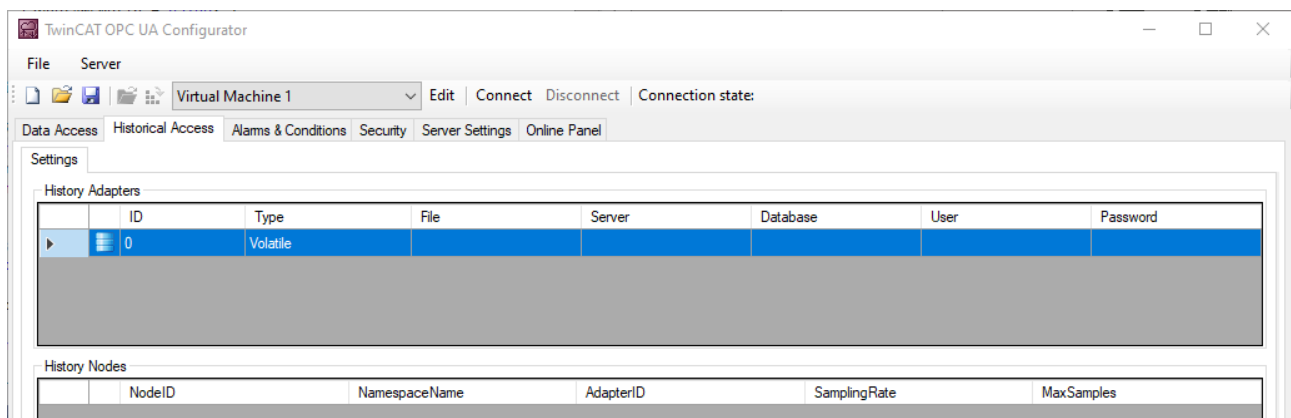 TwinCAT OPC UA Configurator
File Server
Virtual Machine 1 Edit Connect Disconnect Connection state:
Data Access Historical Access Alarms & Conditions Security Server Settings Online Panel
Settings
History Adapters
ID Type File Server Database User Password
0 Volatile
History Nodes
NodeID NamespaceName AdapterID SamplingRate MaxSamples